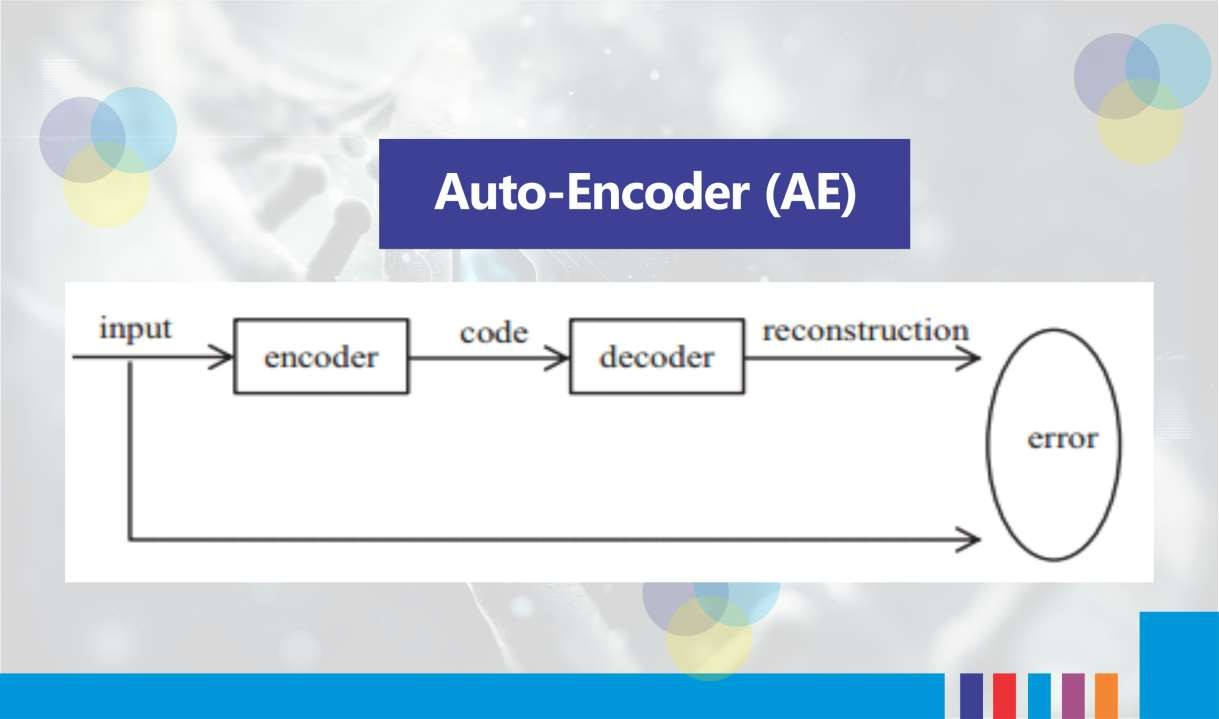 Auto-Encoder (AE)
input
encoder
code
decoder
reconstruction
error